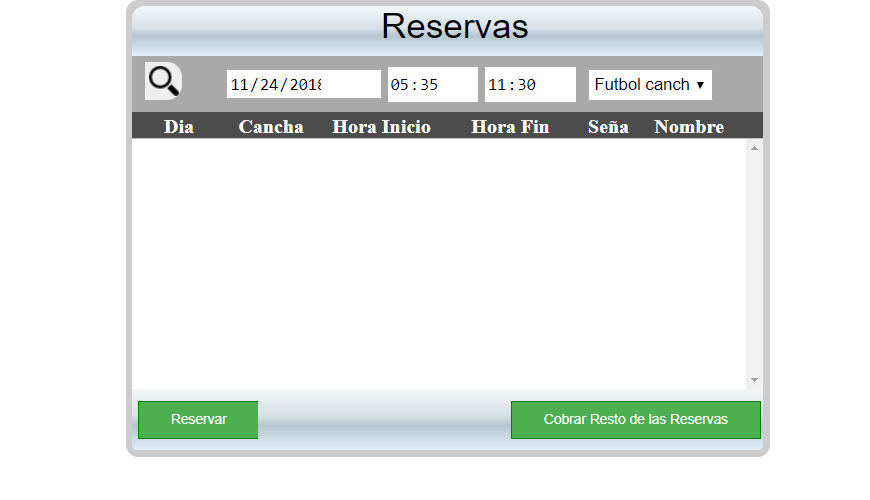 Reservas
11/24/2018 05:35 11:30 Futbol canch
Dia Cancha Hora Inicio Hora Fin Seña Nombre
Reservar Cobrar Resto de las Reservas